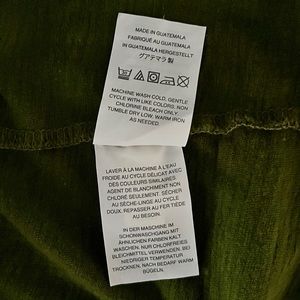 MADE IN GUATEMALA
FABRIQUÉ AU GUATEMALA
IN GUATEMALA HERGESTELLT
グアテマラ製
MACHINE WASH COLD, GENTLE
CYCLE WITH LIKE COLORS. NON
CHLORINE BLEACH ONLY.
TUMBLE DRY LOW. WARM IRON
AS NEEDED.
LAVER À LA MACHINE À L'EAU
FROIDE AU CYCLE DÉLICAT AVEC
DES COULEURS SIMILAIRES.
AGENT DE BLANCHIMENT NON
CHLORÉ SEULEMENT. SÉCHER
AU SÈCHE-LINGE AU CYCLE
DOUX. REPASSER AU FER TIÈDE
AU BESOIN.
IN DER MASCHINE IM
SCHONWASCHGANG MIT
ÄHNLICHEN FARBEN KALT
WASCHEN. NUR CHLORFREIES
BLEICHMITTEL VERWENDEN.
BEI NIEDRIGER TEMPERATUR
TROCKNEN, NACH BEDARF WARM
BÜGELN.